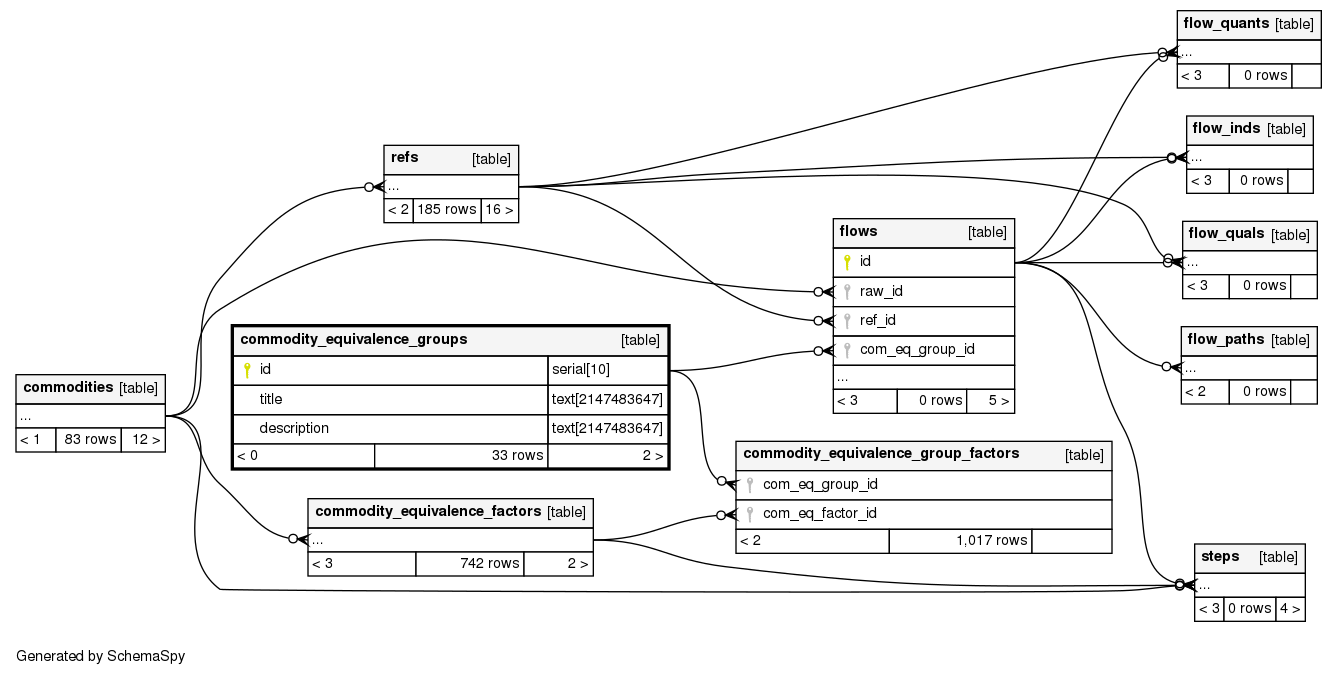 flow_quants [table]
...
< 3 0 rows
flow_inds [table]
...
< 3 0 rows
refs [table]
...
< 2 185 rows 16 >
flows [table]
id
raw_id
ref_id
com_eq_group_id
...
< 3 0 rows 5 >
flow_quals [table]
...
< 3 0 rows
commodity_equivalence_groups [table]
id serial[10]
title text[2147483647]
description text[2147483647]
< 0 33 rows 2 >
flow_paths [table]
...
< 2 0 rows
commodities [table]
...
< 1 83 rows 12 >
commodity_equivalence_group_factors [table]
com_eq_group_id
com_eq_factor_id
< 2 1,017 rows
commodity_equivalence_factors [table]
...
< 3 742 rows 2 >
steps [table]
...
< 3 0 rows 4 >
Generated by SchemaSpy